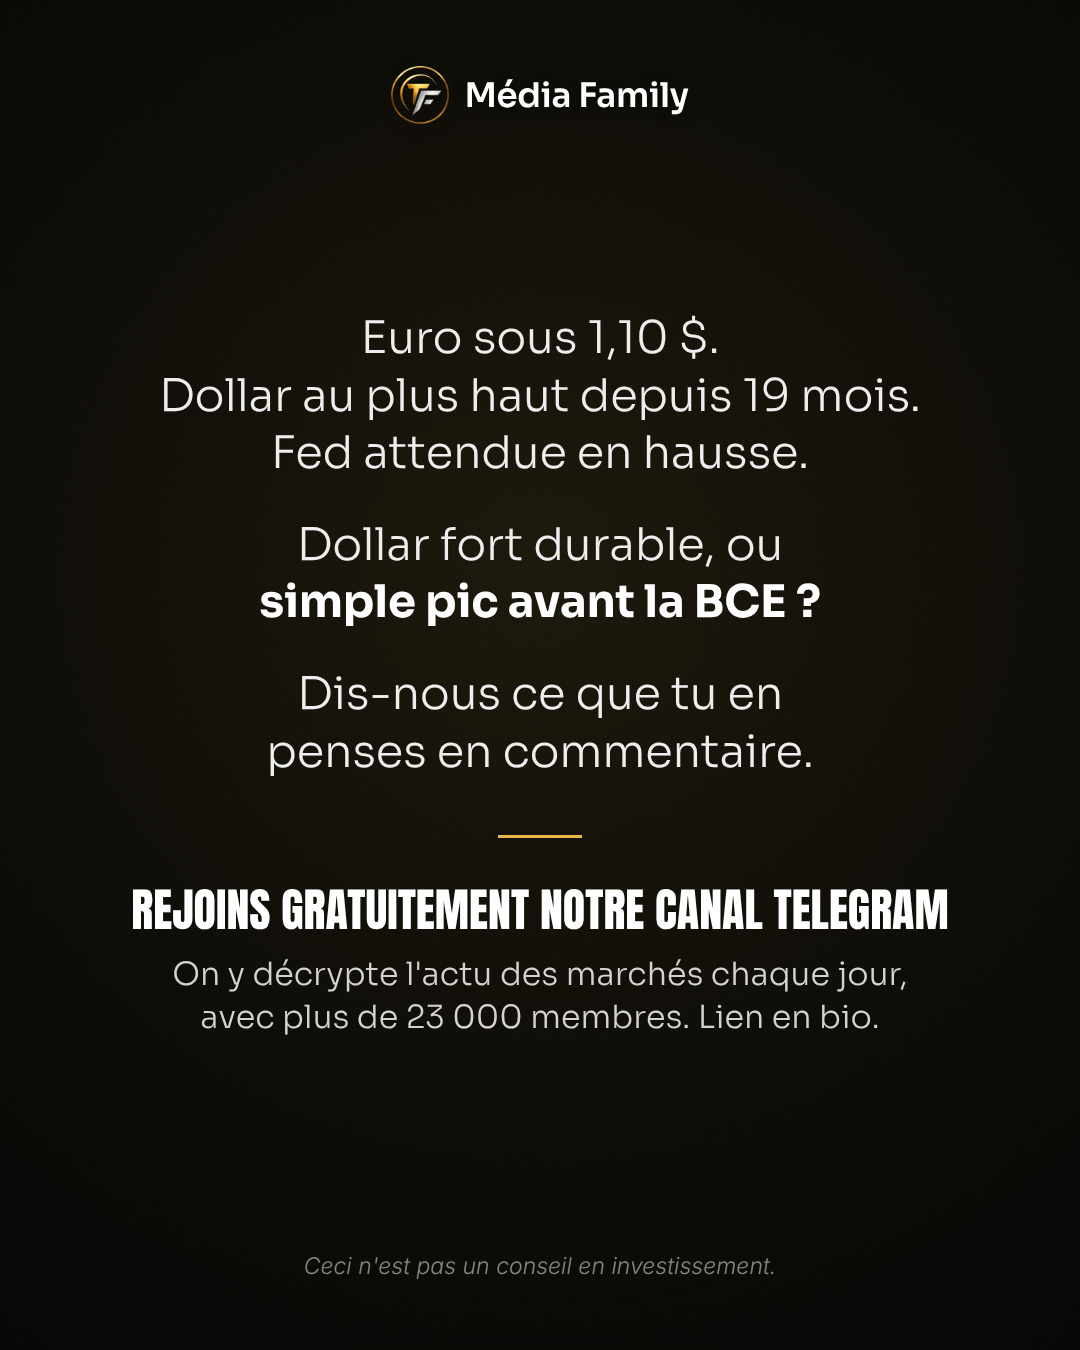 TF Média Family
Euro sous 1,10 $.
Dollar au plus haut depuis 19 mois.
Fed attendue en hausse.
Dollar fort durable, ou
simple pic avant la BCE ?
Dis-nous ce que tu en
penses en commentaire.
REJOINS GRATUITEMENT NOTRE CANAL TELEGRAM
On y décrypte l'actu des marchés chaque jour,
avec plus de 23 000 membres. Lien en bio.
Ceci n'est pas un conseil en investissement.